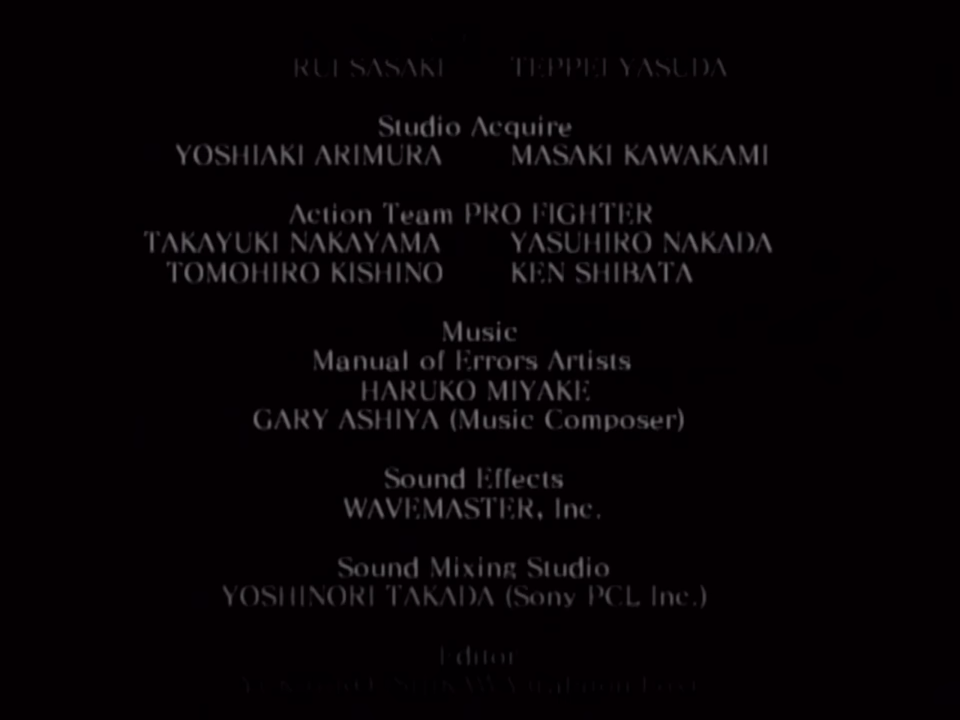 RUI SASAKI TEPPEI YASUDA
Studio Acquire
YOSHIAKI ARIMURA MASAKI KAWAKAMI
Action Team PRO FIGHTER
TAKAYUKI NAKAYAMA YASUHIRO NAKADA
TOMOHIRO KISHINO KEN SHIBATA
Music
Manual of Errors Artists
HARUKO MIYAKE
GARY ASHIYA (Music Composer)
Sound Effects
WAVEMASTER, Inc.
Sound Mixing Studio
YOSHINORI TAKADA (Sony PCL Inc.)
Editor